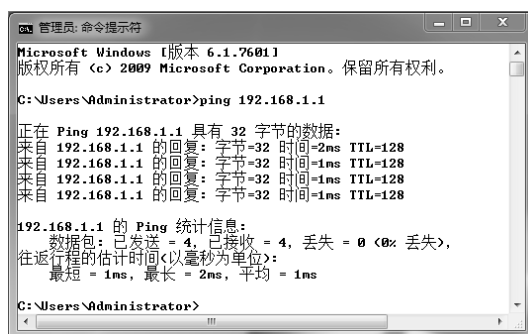 管理员: 命令提示符
Microsoft Windows [版本 6.1.7601]
版权所有 (c) 2009 Microsoft Corporation。保留所有权利。
C:\Users\Administrator>ping 192.168.1.1
正在 Ping 192.168.1.1 具有 32 字节的数据:
来自 192.168.1.1 的回复: 字节=32 时间=2ms TTL=128
来自 192.168.1.1 的回复: 字节=32 时间=1ms TTL=128
来自 192.168.1.1 的回复: 字节=32 时间=1ms TTL=128
来自 192.168.1.1 的回复: 字节=32 时间=1ms TTL=128
192.168.1.1 的 Ping 统计信息:
数据包: 已发送 = 4, 已接收 = 4, 丢失 = 0 (0% 丢失),
往返行程的估计时间(以毫秒为单位):
最短 = 1ms, 最长 = 2ms, 平均 = 1ms
C:\Users\Administrator>